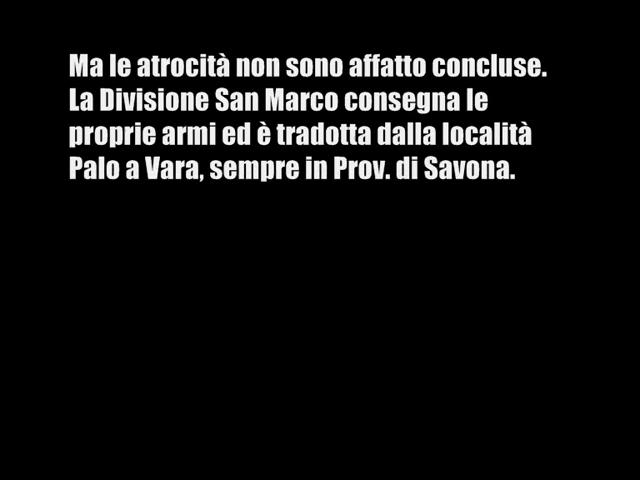 Ma le atrocità non sono affatto concluse.
La Divisione San Marco consegna le
proprie armi ed è tradotta dalla località
Palo a Vara, sempre in Prov. di Savona.